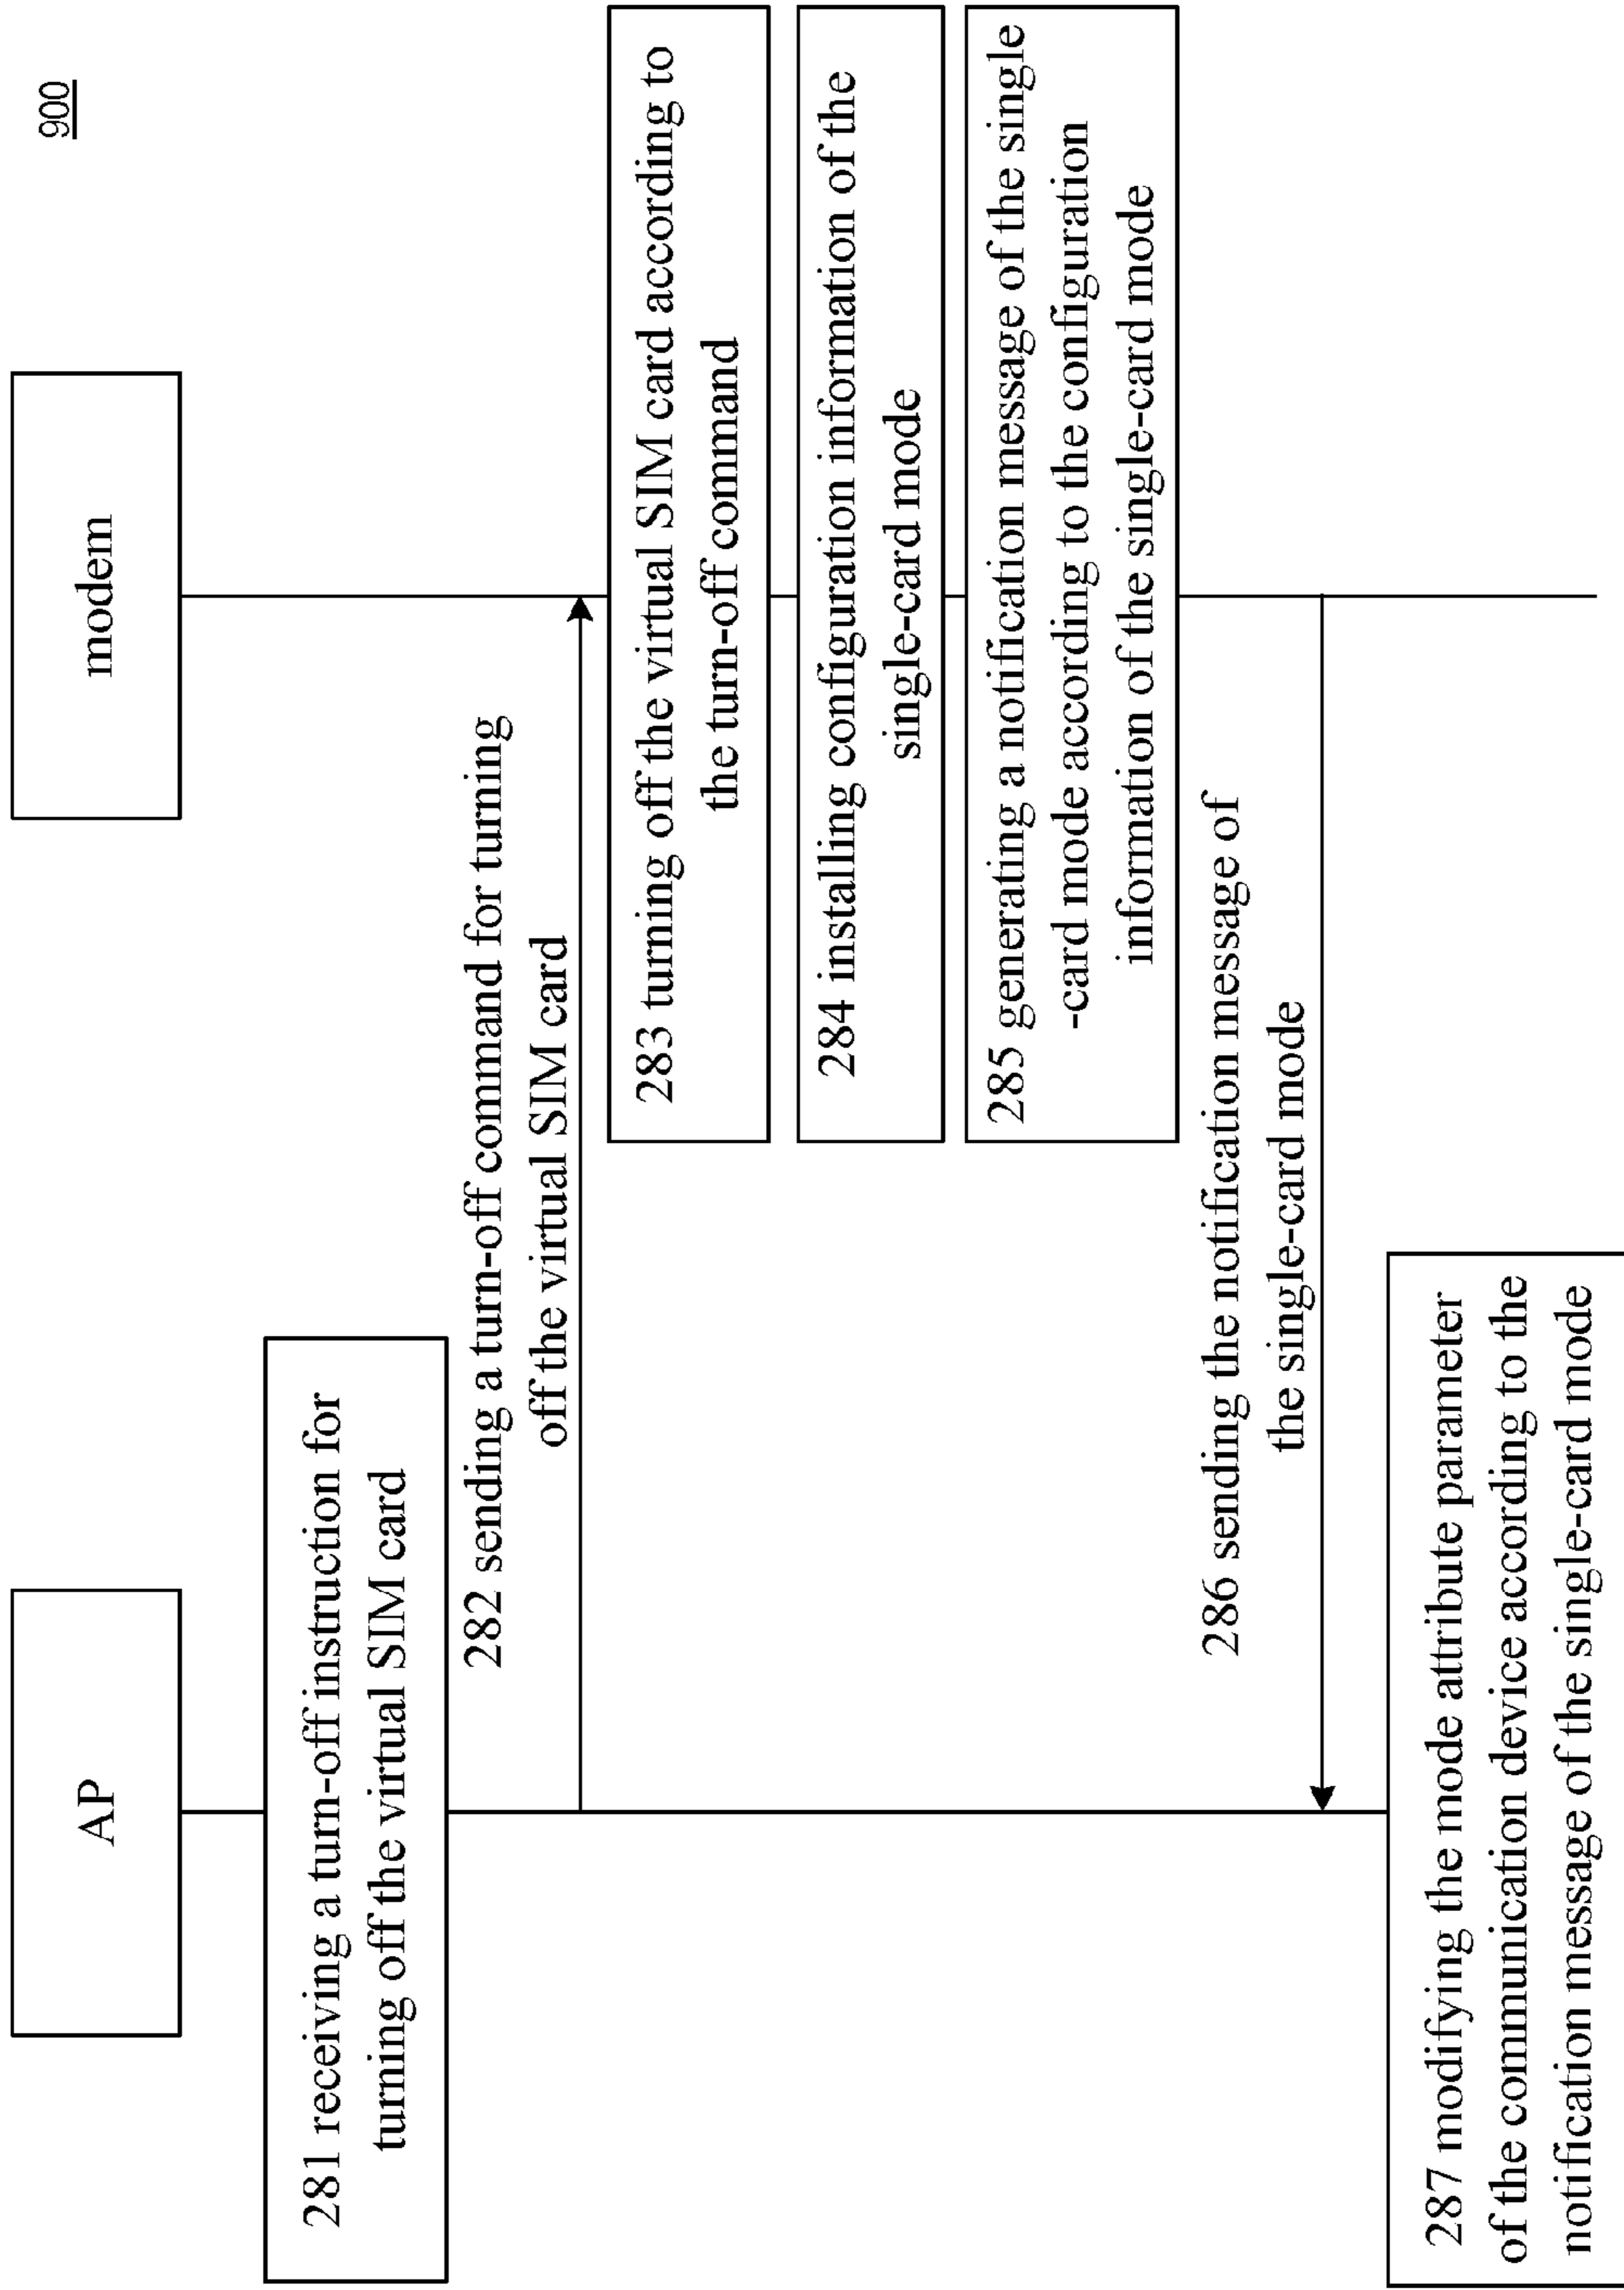 900
AP
modem
281 receiving a turn-off instruction for
turning off the virtual SIM card
282 sending a turn-off command for turning
off the virtual SIM card
283 turning off the virtual SIM card according to
the turn-off command
284 installing configuration information of the
single-card mode
285 generating a notification message of the single
-card mode according to the configuration
information of the single-card mode
286 sending the notification message of
the single-card mode
287 modifying the mode attribute parameter
of the communication device according to the
notification message of the single-card mode